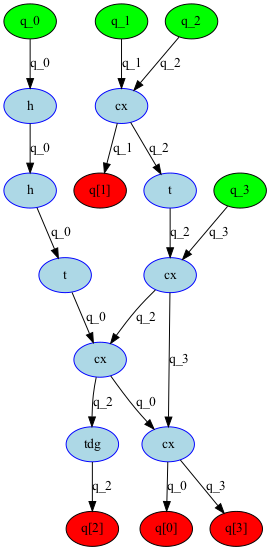 q_0 q_1 q_2
q_0 q_1 q_2
h cx
q_0 q_1 q_2
h q[1] t q_3
q_0 q_2 q_3
t cx
q_0 q_2
q_3
cx
q_2 q_0
tdg cx
q_2 q_0 q_3
q[2] q[0] q[3]